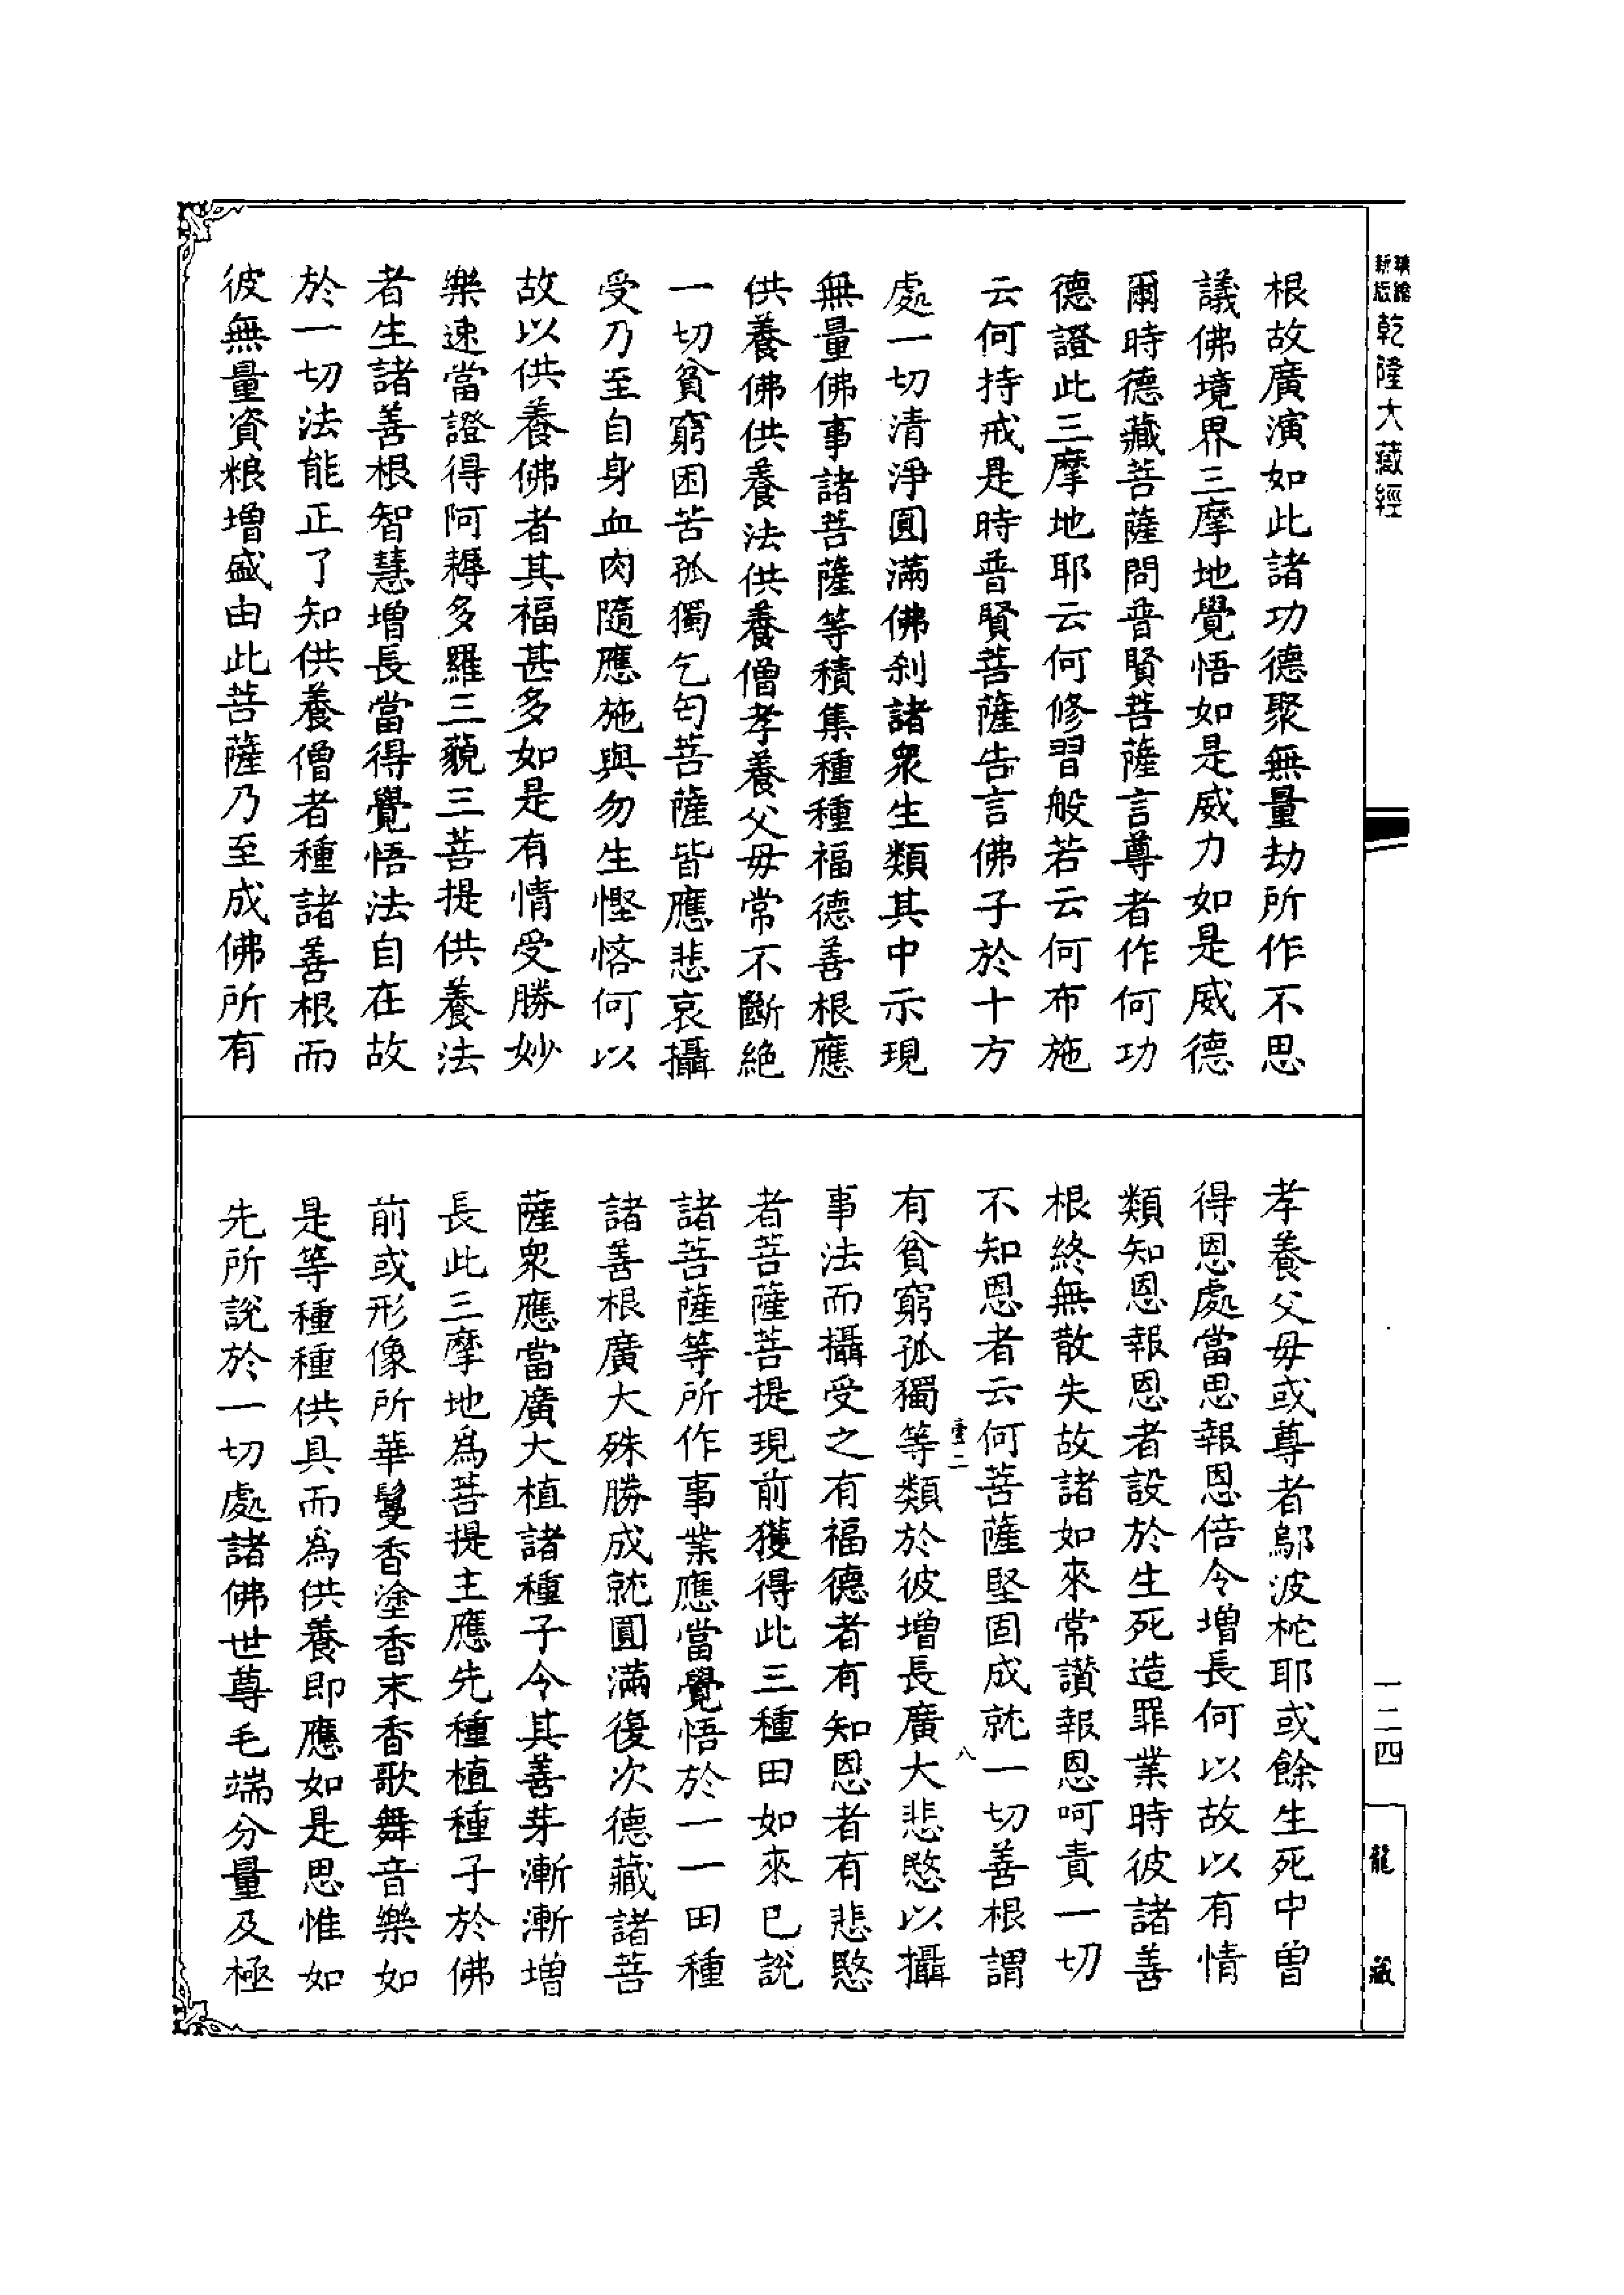 新編
新版
乾隆大藏經
根故廣演如此諸功德聚無量劫所作不思
議佛境界三摩地覺悟如是威力如是威德
爾時德藏菩薩問普賢菩薩言尊者作何功
德證此三摩地耶云何修習般若云何布施
云何持戒是時普賢菩薩告言佛子於十方
處一切清淨圓滿佛剎諸衆生類其中示現
無量佛事諸菩薩等積集種種福德善根應
供養佛供養法供養僧孝養父母常不斷絕
一切貧窮困苦孤獨乞匄菩薩皆應悲哀攝
受乃至自身血肉隨應施與勿生慳悋何以
故以供養佛者其福甚多如是有情受勝妙
樂速當證得阿耨多羅三藐三菩提供養法
者生諸善根智慧增長當得覺悟法自在故
於一切法能正了知供養僧者種諸善根而
彼無量資粮增盛由此菩薩乃至成佛所有
孝養父母或尊者鄔波柁耶或餘生死中曾
得恩處當思報恩倍令增長何以故以有情
類知恩報恩者設於生死造罪業時彼諸善
根終無散失故諸如來常讚報恩呵責一切
不知恩者云何菩薩堅固成就一切善根謂
臺二
八
有貧窮孤獨等類於彼增長廣大悲愍以攝
事法而攝受之有福德者有知恩者有悲愍
者菩薩菩提現前獲得此三種田如來已說
諸菩薩等所作事業應當覺悟於一一田種
諸善根廣大殊勝成就圓滿復次德藏諸菩
薩衆應當廣大植諸種子令其善芽漸漸增
長此三摩地爲菩提主應先種植種子於佛
前或形像所華鬘香塗香末香歌舞音樂如
是等種種供具而爲供養即應如是思惟如
先所說於一切處諸佛世尊毛端分量及極
一二四
龍藏